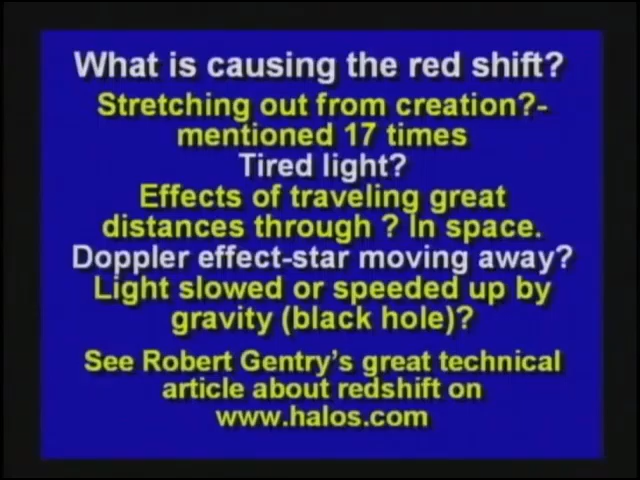 What is causing the red shift?
Stretching out from creation?-
mentioned 17 times
Tired light?
Effects of traveling great
distances through ? In space.
Doppler effect-star moving away?
Light slowed or speeded up by
gravity (black hole)?
See Robert Gentry's great technical
article about redshift on
www.halos.com